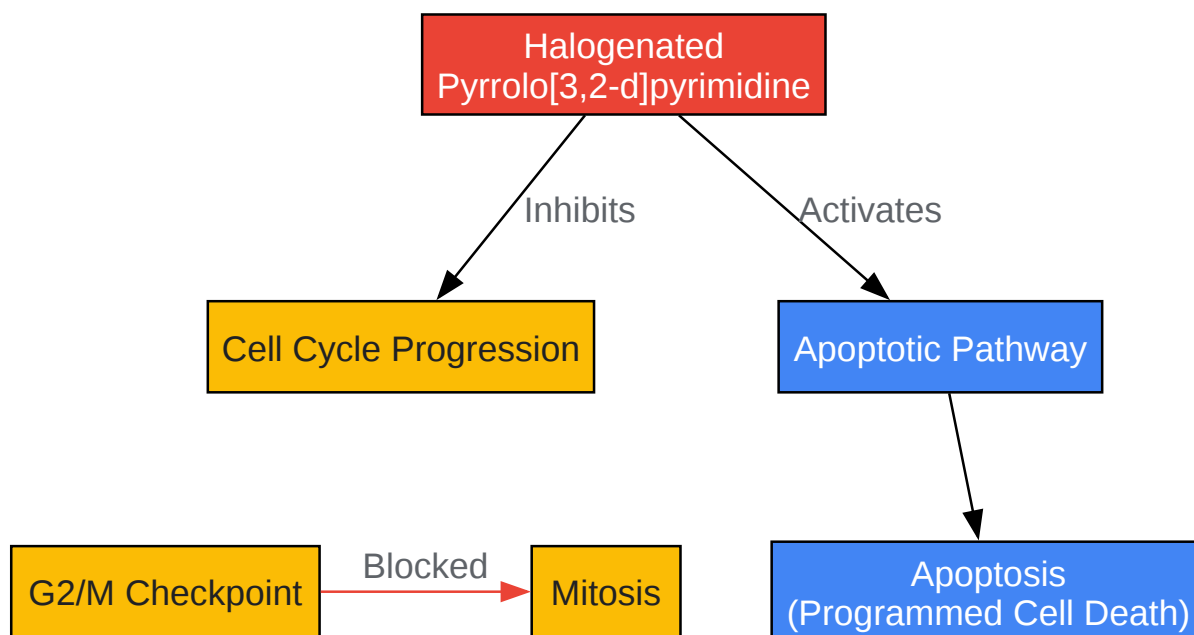 Halogenated
Pyrrolo[3,2-d]pyrimidine
Inhibits
Activates
Cell Cycle Progression
Apoptotic Pathway
G2/M Checkpoint
Blocked
Mitosis
Apoptosis
(Programmed Cell Death)